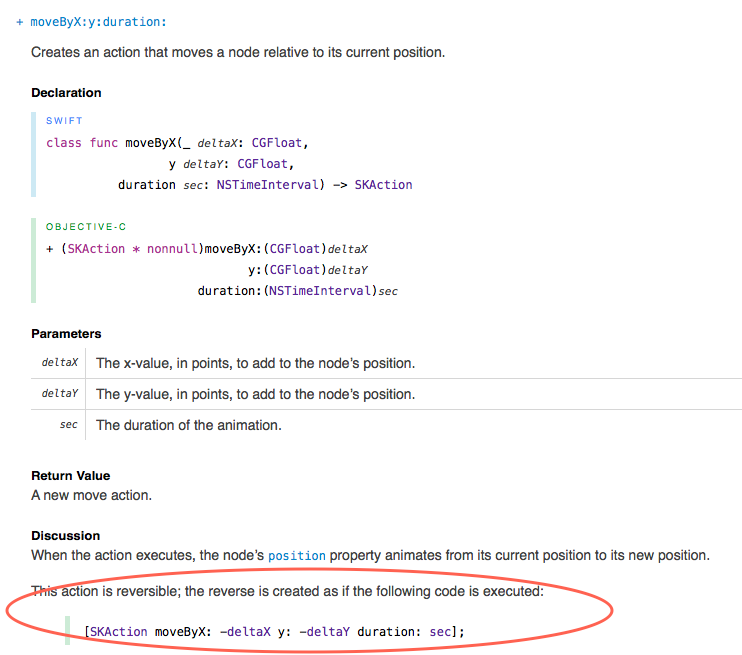 + moveByX:y:duration:
Creates an action that moves a node relative to its current position.
Declaration
SWIFT
class func moveByX(_ deltaX: CGFloat,
y deltaY: CGFloat,
duration sec: NSTimeInterval) -> SKAction
OBJECTIVE-C
+ (SKAction * nonnull)moveByX:(CGFloat)deltaX
y:(CGFloat)deltaY
duration:(NSTimeInterval)sec
Parameters
deltaX The x-value, in points, to add to the node’s position.
deltaY The y-value, in points, to add to the node’s position.
sec The duration of the animation.
Return Value
A new move action.
Discussion
When the action executes, the node’s position property animates from its current position to its new position.
This action is reversible; the reverse is created as if the following code is executed:
[SKAction moveByX: -deltaX y: -deltaY duration: sec];